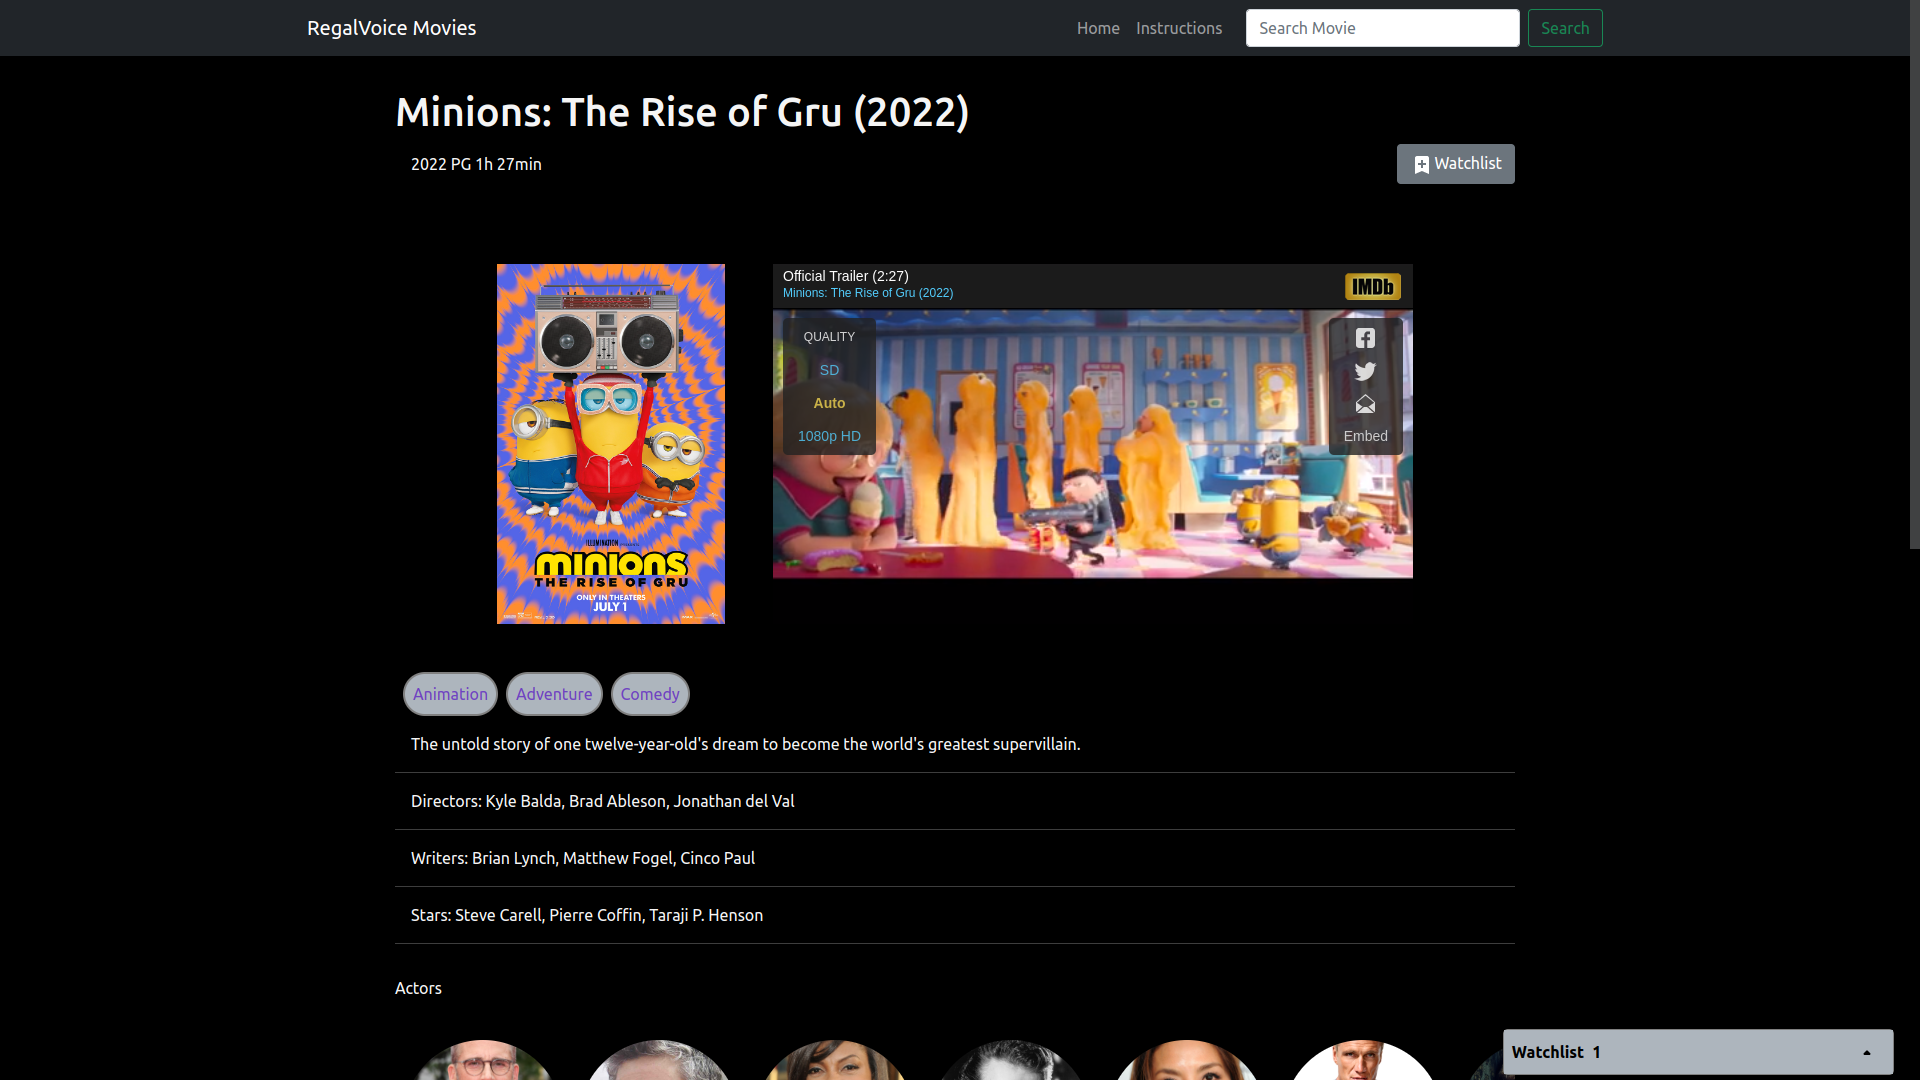 RegalVoice Movies
Home
Instructions
Search Movie
Search
Minions: The Rise of Gru (2022)
2022 PG 1h 27min
Watchlist
ILLUMINATION
minions
THE RISE OF GRU
ONLY IN THEATERS
JULY 1
Official Trailer (2:27)
Minions: The Rise of Gru (2022)
IMDb
QUALITY
SD
Auto
1080p HD
Embed
Animation
Adventure
Comedy
The untold story of one twelve-year-old's dream to become the world's greatest supervillain.
Directors: Kyle Balda, Brad Ableson, Jonathan del Val
Writers: Brian Lynch, Matthew Fogel, Cinco Paul
Stars: Steve Carell, Pierre Coffin, Taraji P. Henson
Actors
Watchlist 1